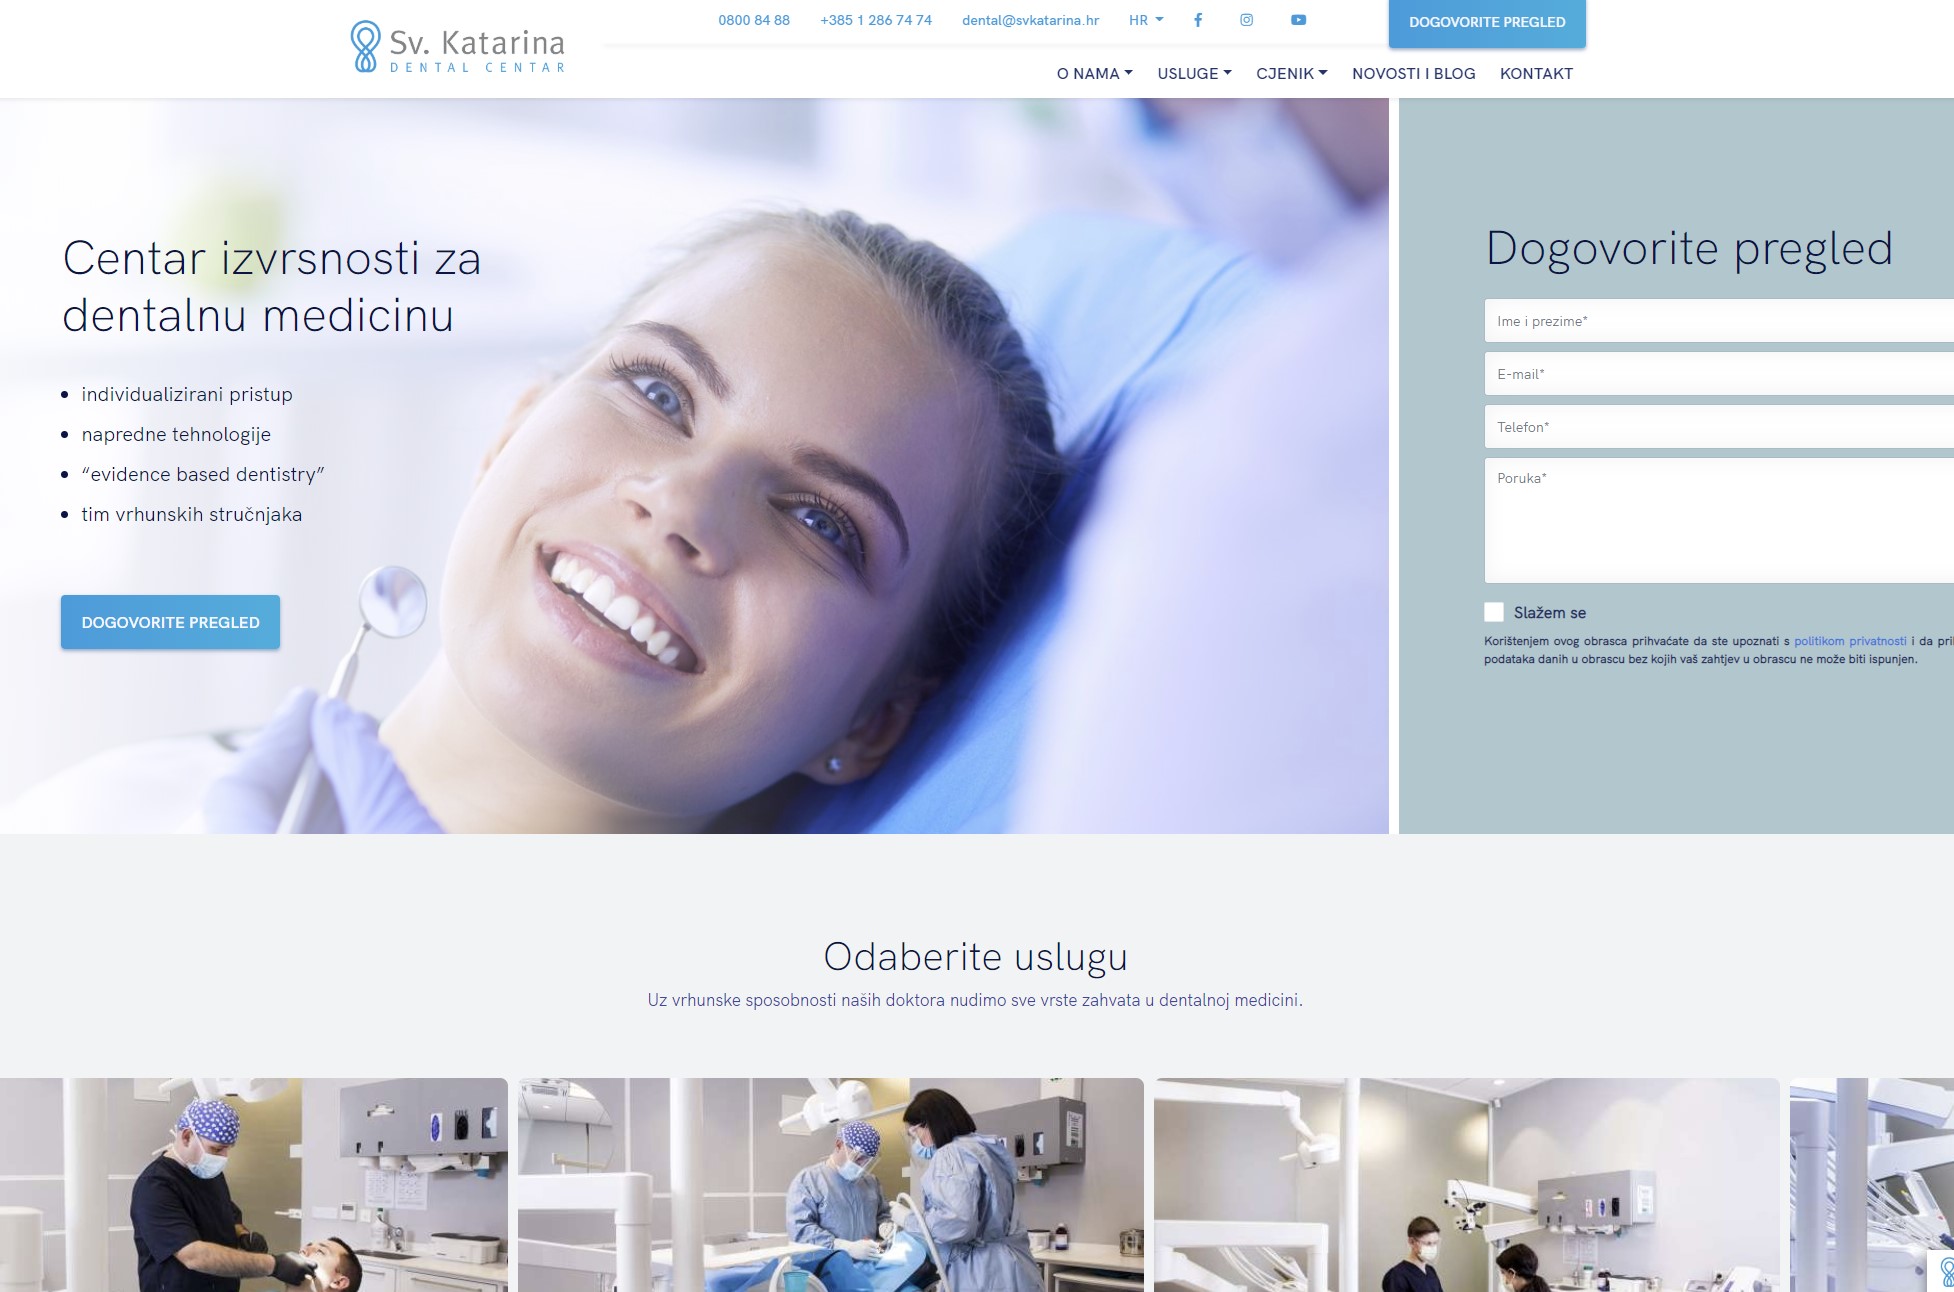 Sv. Katarina
DENTAL CENTAR
0800 84 88 +385 1 286 74 74 dental@svkatarina.hr HR
DOGOVORITE PREGLED
O NAMA USLUGE CJENIK NOVOSTI I BLOG KONTAKT
Centar izvrsnosti za
dentalnu medicinu
• individualizirani pristup
• napredne tehnologije
• “evidence based dentistry”
• tim vrhunskih stručnjaka
DOGOVORITE PREGLED
Dogovorite pregled
Ime i prezime*
E-mail*
Telefon*
Poruka*
Slažem se
Korištenjem ovog obrasca prihvaćate da ste upoznati s politikom privatnosti i da
podataka danih u obrascu bez kojih vaš zahtjev u obrascu ne može biti ispunjen.
Odaberite uslugu
Uz vrhunske sposobnosti naših doktora nudimo sve vrste zahvata u dentalnoj medicini.